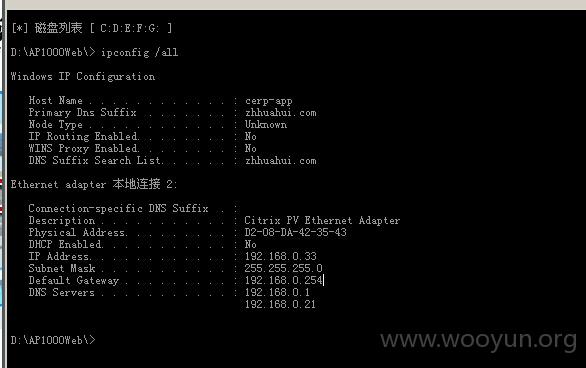 [*] 磁盘列表 [ C:D:E:F:G: ]
D:\AP1000Web\> ipconfig /all
Windows IP Configuration
Host Name . . . . . . . . . . . . : cerp-app
Primary Dns Suffix . . . . . . . : zhhuahui.com
Node Type . . . . . . . . . . . . : Unknown
IP Routing Enabled. . . . . . . . : No
WINS Proxy Enabled. . . . . . . . : No
DNS Suffix Search List. . . . . . : zhhuahui.com
Ethernet adapter 本地连接 2:
Connection-specific DNS Suffix . :
Description . . . . . . . . . . . : Citrix PV Ethernet Adapter
Physical Address. . . . . . . . . : D2-08-DA-42-35-43
DHCP Enabled. . . . . . . . . . . : No
IP Address. . . . . . . . . . . . : 192.168.0.33
Subnet Mask . . . . . . . . . . . : 255.255.255.0
Default Gateway . . . . . . . . . : 192.168.0.254
DNS Servers . . . . . . . . . . . : 192.168.0.1
192.168.0.21
D:\AP1000Web\>
www.wooyun.org